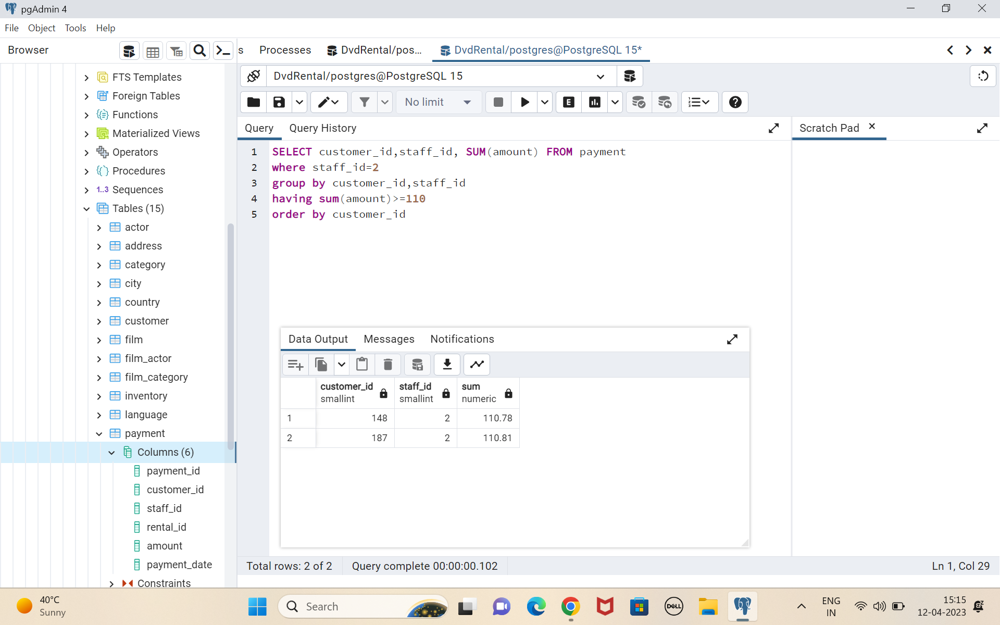 pgAdmin 4
File Object Tools Help
Browser
s Processes DvdRental/pos... DvdRental/postgres@PostgreSQL 15*
DvdRental/postgres@PostgreSQL 15
No limit
E
Query Query History
Scratch Pad
FTS Templates
Foreign Tables
Functions
Materialized Views
Operators
Procedures
1..3 Sequences
Tables (15)
actor
address
category
city
country
customer
film
film_actor
film_category
inventory
language
payment
Columns (6)
payment_id
customer_id
staff_id
rental_id
amount
payment_date
Constraints
1 SELECT customer_id,staff_id, SUM(amount) FROM payment
2 where staff_id=2
3 group by customer_id,staff_id
4 having sum(amount)>=110
5 order by customer_id
Data Output Messages Notifications
customer_id staff_id sum
smallint smallint numeric
1 148 2 110.78
2 187 2 110.81
Total rows: 2 of 2 Query complete 00:00:00.102 Ln 1, Col 29
40°C
Sunny
Search
DELL
ENG
IN
15:15
12-04-2023